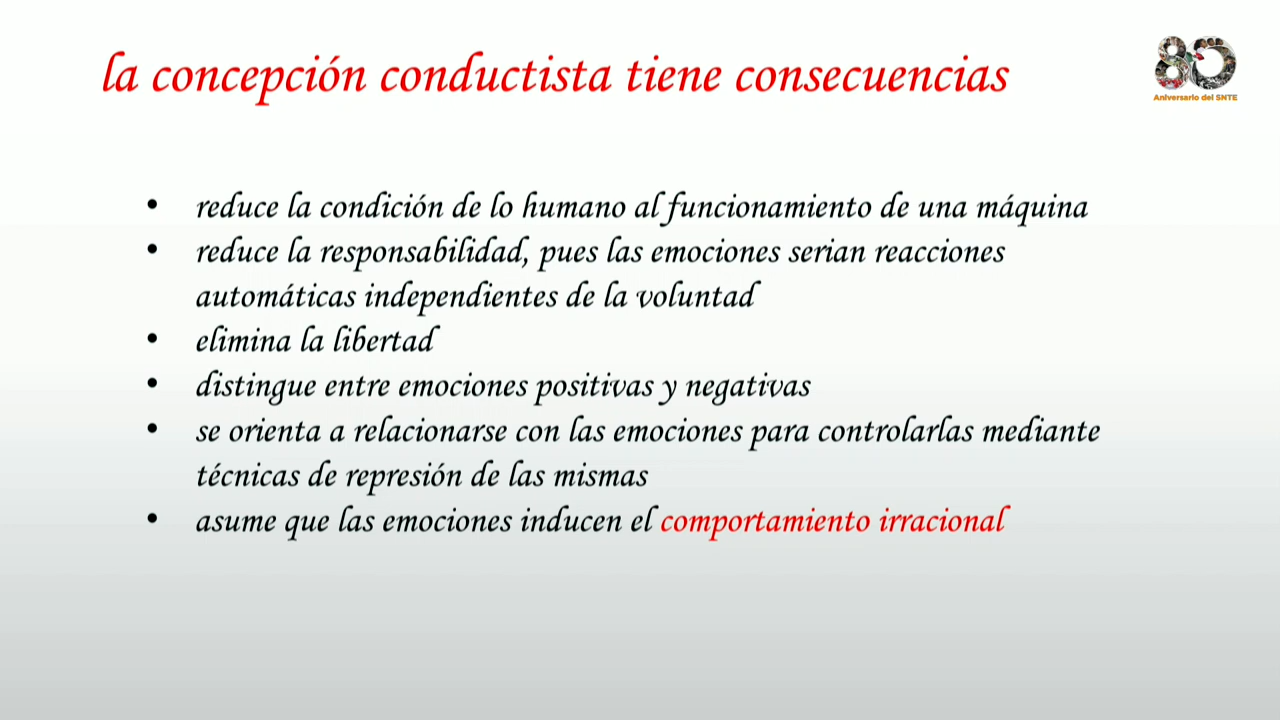 la concepción conductista tiene consecuencias
80
Aniversario del SNTE
• reduce la condición de lo humano al funcionamiento de una máquina
• reduce la responsabilidad, pues las emociones serian reacciones
automáticas independientes de la voluntad
• elimina la libertad
• distingue entre emociones positivas y negativas
• se orienta a relacionarse con las emociones para controlarlas mediante
técnicas de represión de las mismas
• asume que las emociones inducen el comportamiento irracional